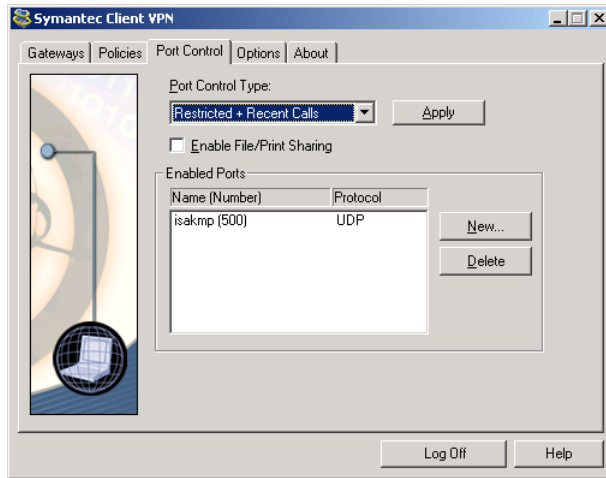 Symantec Client VPN
Gateways Policies Port Control Options About
Port Control Type:
Restricted + Recent Calls Apply
Enable File/Print Sharing
Enabled Ports
Name (Number) Protocol
isakmp (500) UDP
New...
Delete
Log Off Help